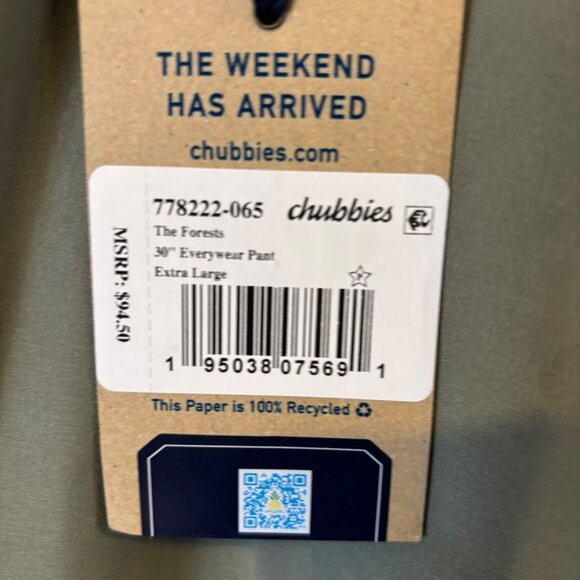 THE WEEKEND
HAS ARRIVED
chubbies.com
778222-065 chubbies
The Forests
30" Everywear Pant
Extra Large
MSRP: $94.50
1 95038 07569 1
This Paper is 100% Recycled